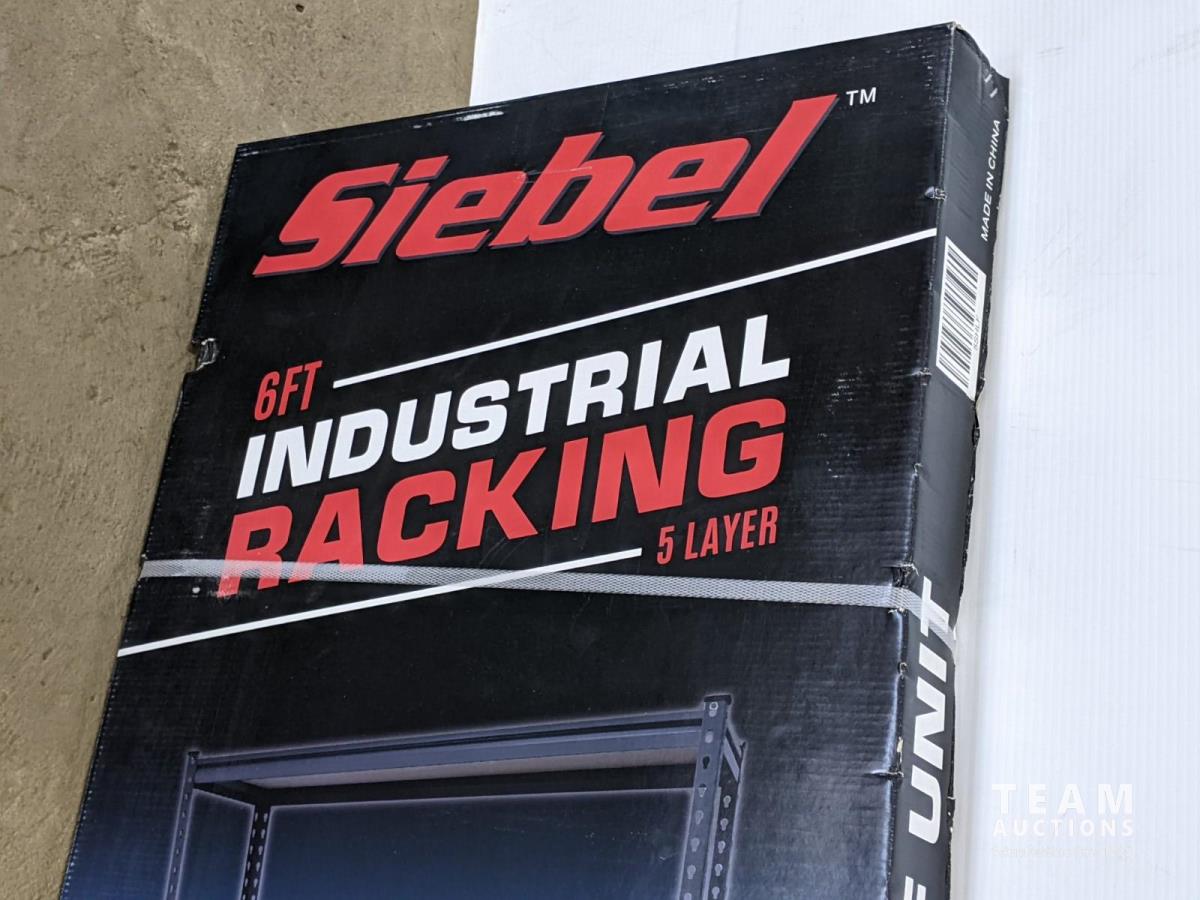 Siebel™
6FT
INDUSTRIAL
RACKING
5 LAYER
MADE IN CHINA
UNIT
TEAM
AUCTIONS